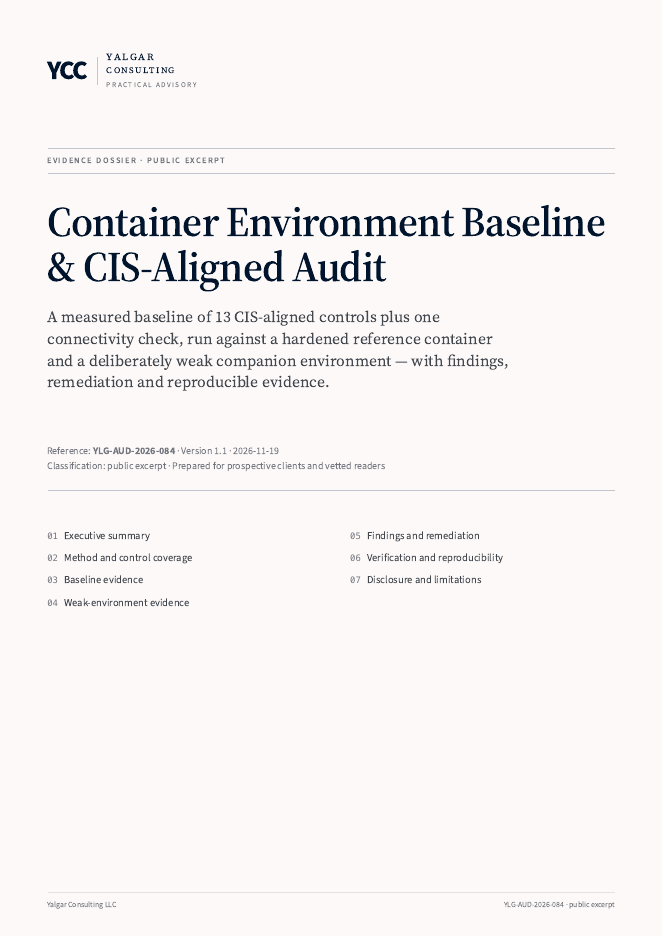 YCC
YALGAR
CONSULTING
PRACTICAL ADVISORY
EVIDENCE DOSSIER · PUBLIC EXCERPT
Container Environment Baseline
& CIS-Aligned Audit
A measured baseline of 13 CIS-aligned controls plus one
connectivity check, run against a hardened reference container
and a deliberately weak companion environment — with findings,
remediation and reproducible evidence.
Reference: YLG-AUD-2026-084 · Version 1.1 · 2026-11-19
Classification: public excerpt · Prepared for prospective clients and vetted readers
01 Executive summary
02 Method and control coverage
03 Baseline evidence
04 Weak-environment evidence
05 Findings and remediation
06 Verification and reproducibility
07 Disclosure and limitations
Yalgar Consulting LLC
YLG-AUD-2026-084 · public excerpt